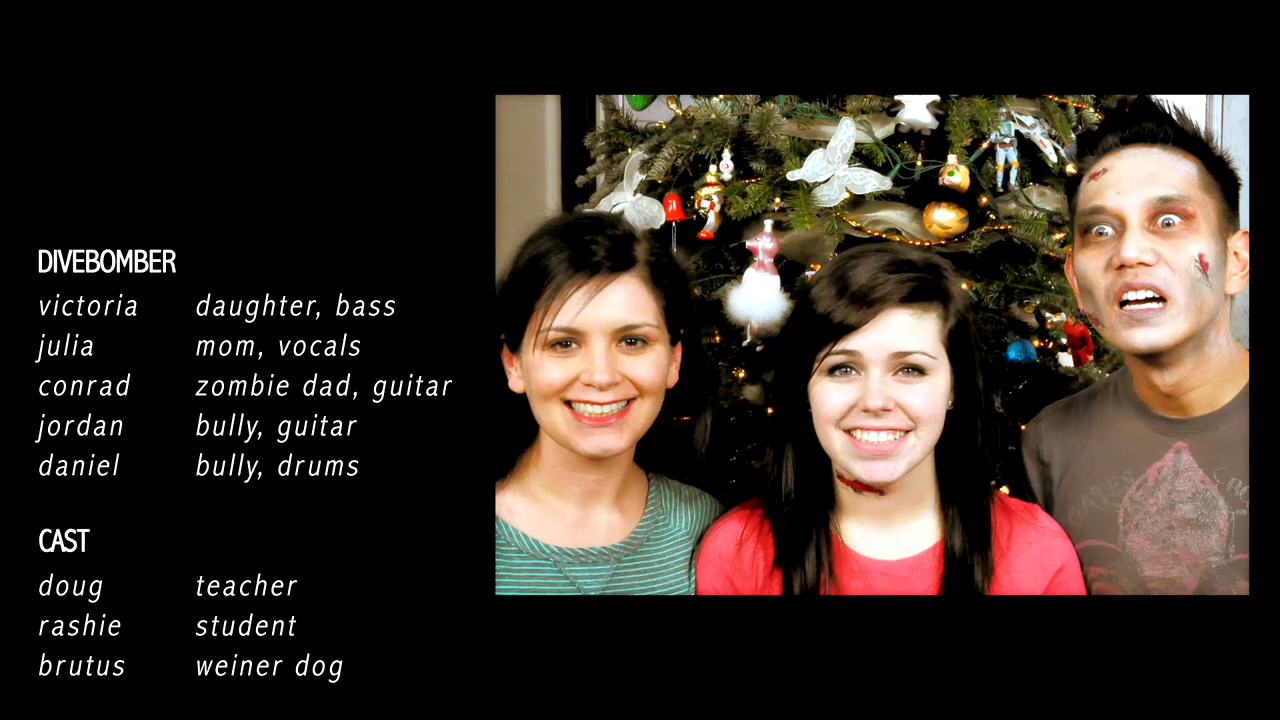 DIVEBOMBER
victoria daughter, bass
julia mom, vocals
conrad zombie dad, guitar
jordan bully, guitar
daniel bully, drums
CAST
doug teacher
rashie student
brutus weiner dog